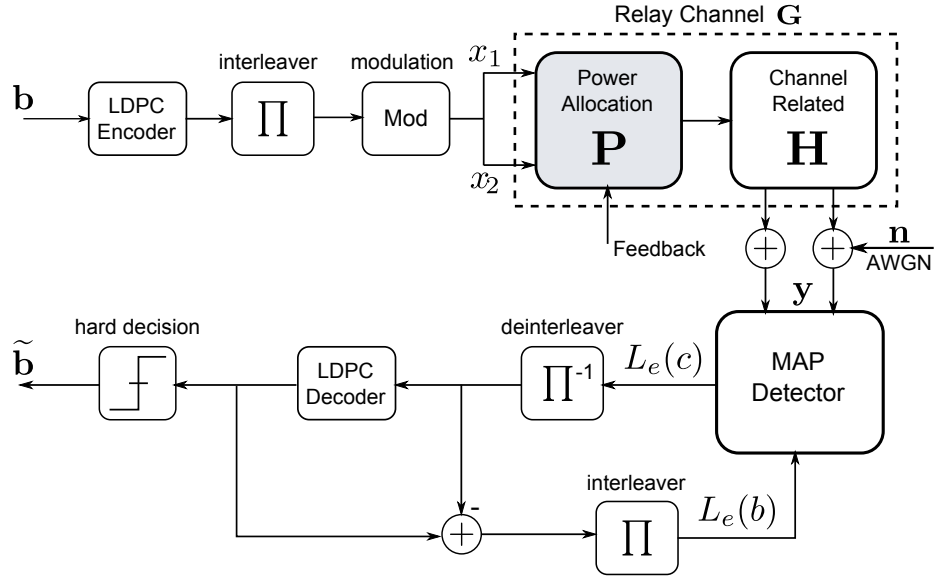 Relay Channel G
interleaver
modulation
x₁
b
LDPC
Encoder
∏
Mod
Power
Allocation
P
Channel
Related
H
x₂
Feedback
+
+
n
AWGN
y
hard decision
deinterleaver
b̃
LDPC
Decoder
∏⁻¹
Lₑ(c)
MAP
Detector
interleaver
-
+
∏
Lₑ(b)